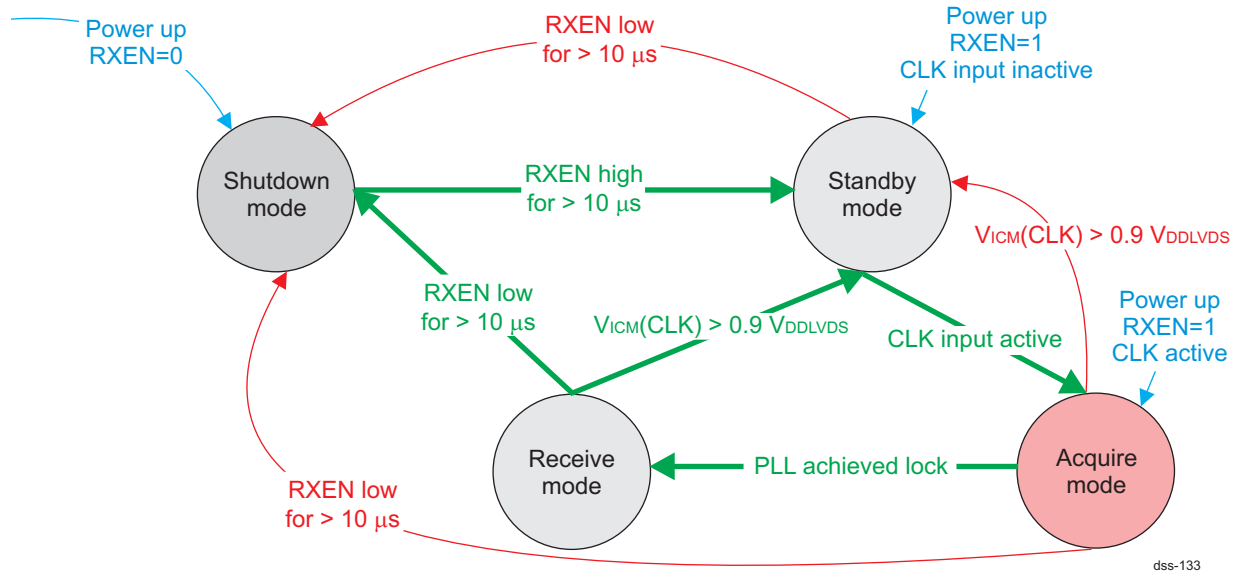 Power up
RXEN=0
RXEN low
for > 10 μs
Power up
RXEN=1
CLK input inactive
Shutdown
mode
RXEN high
for > 10 μs
Standby
mode
VICM(CLK) > 0.9 VDDLVDS
RXEN low
for > 10 μs
VICM(CLK) > 0.9 VDDLVDS
CLK input active
Power up
RXEN=1
CLK active
Receive
mode
PLL achieved lock
Acquire
mode
RXEN low
for > 10 μs
dss-133